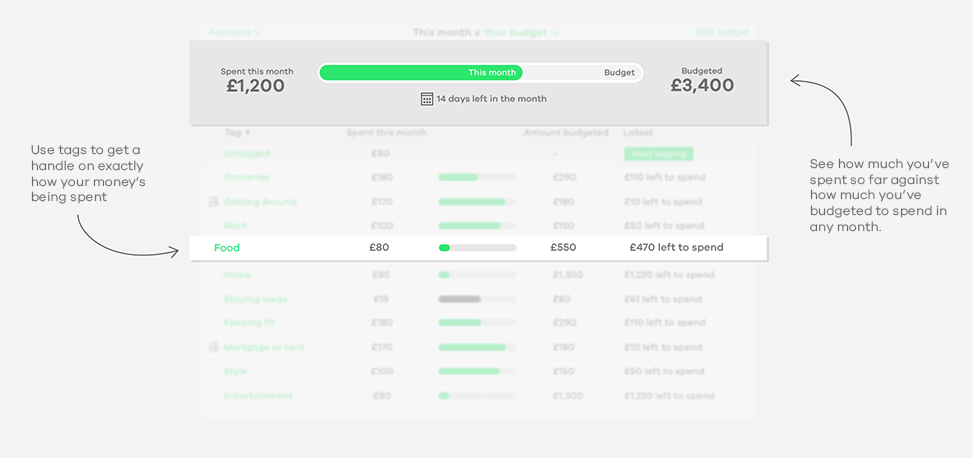 Accounts
This month v Your budget
Edit budget
Spent this month
£1,200
This month
Budget
Budgeted
£3,400
14 days left in the month
Use tags to get a
handle on exactly
how your money's
being spent
See how much you've
spent so far against
how much you've
budgeted to spend in
any month.
Tag Spent this month Amount budgeted Latest
Untagged £80 - Start tagging
Groceries £180 £290 £110 left to spend
Getting Around £170 £180 £10 left to spend
Work £100 £150 £50 left to spend
Food £80 £550 £470 left to spend
Home £80 £1,300 £1,220 left to spend
Staying away £19 £80 £61 left to spend
Keeping fit £180 £290 £110 left to spend
Mortgage or rent £170 £180 £10 left to spend
Style £100 £150 £50 left to spend
Entertainment £80 £1,300 £1,220 left to spend